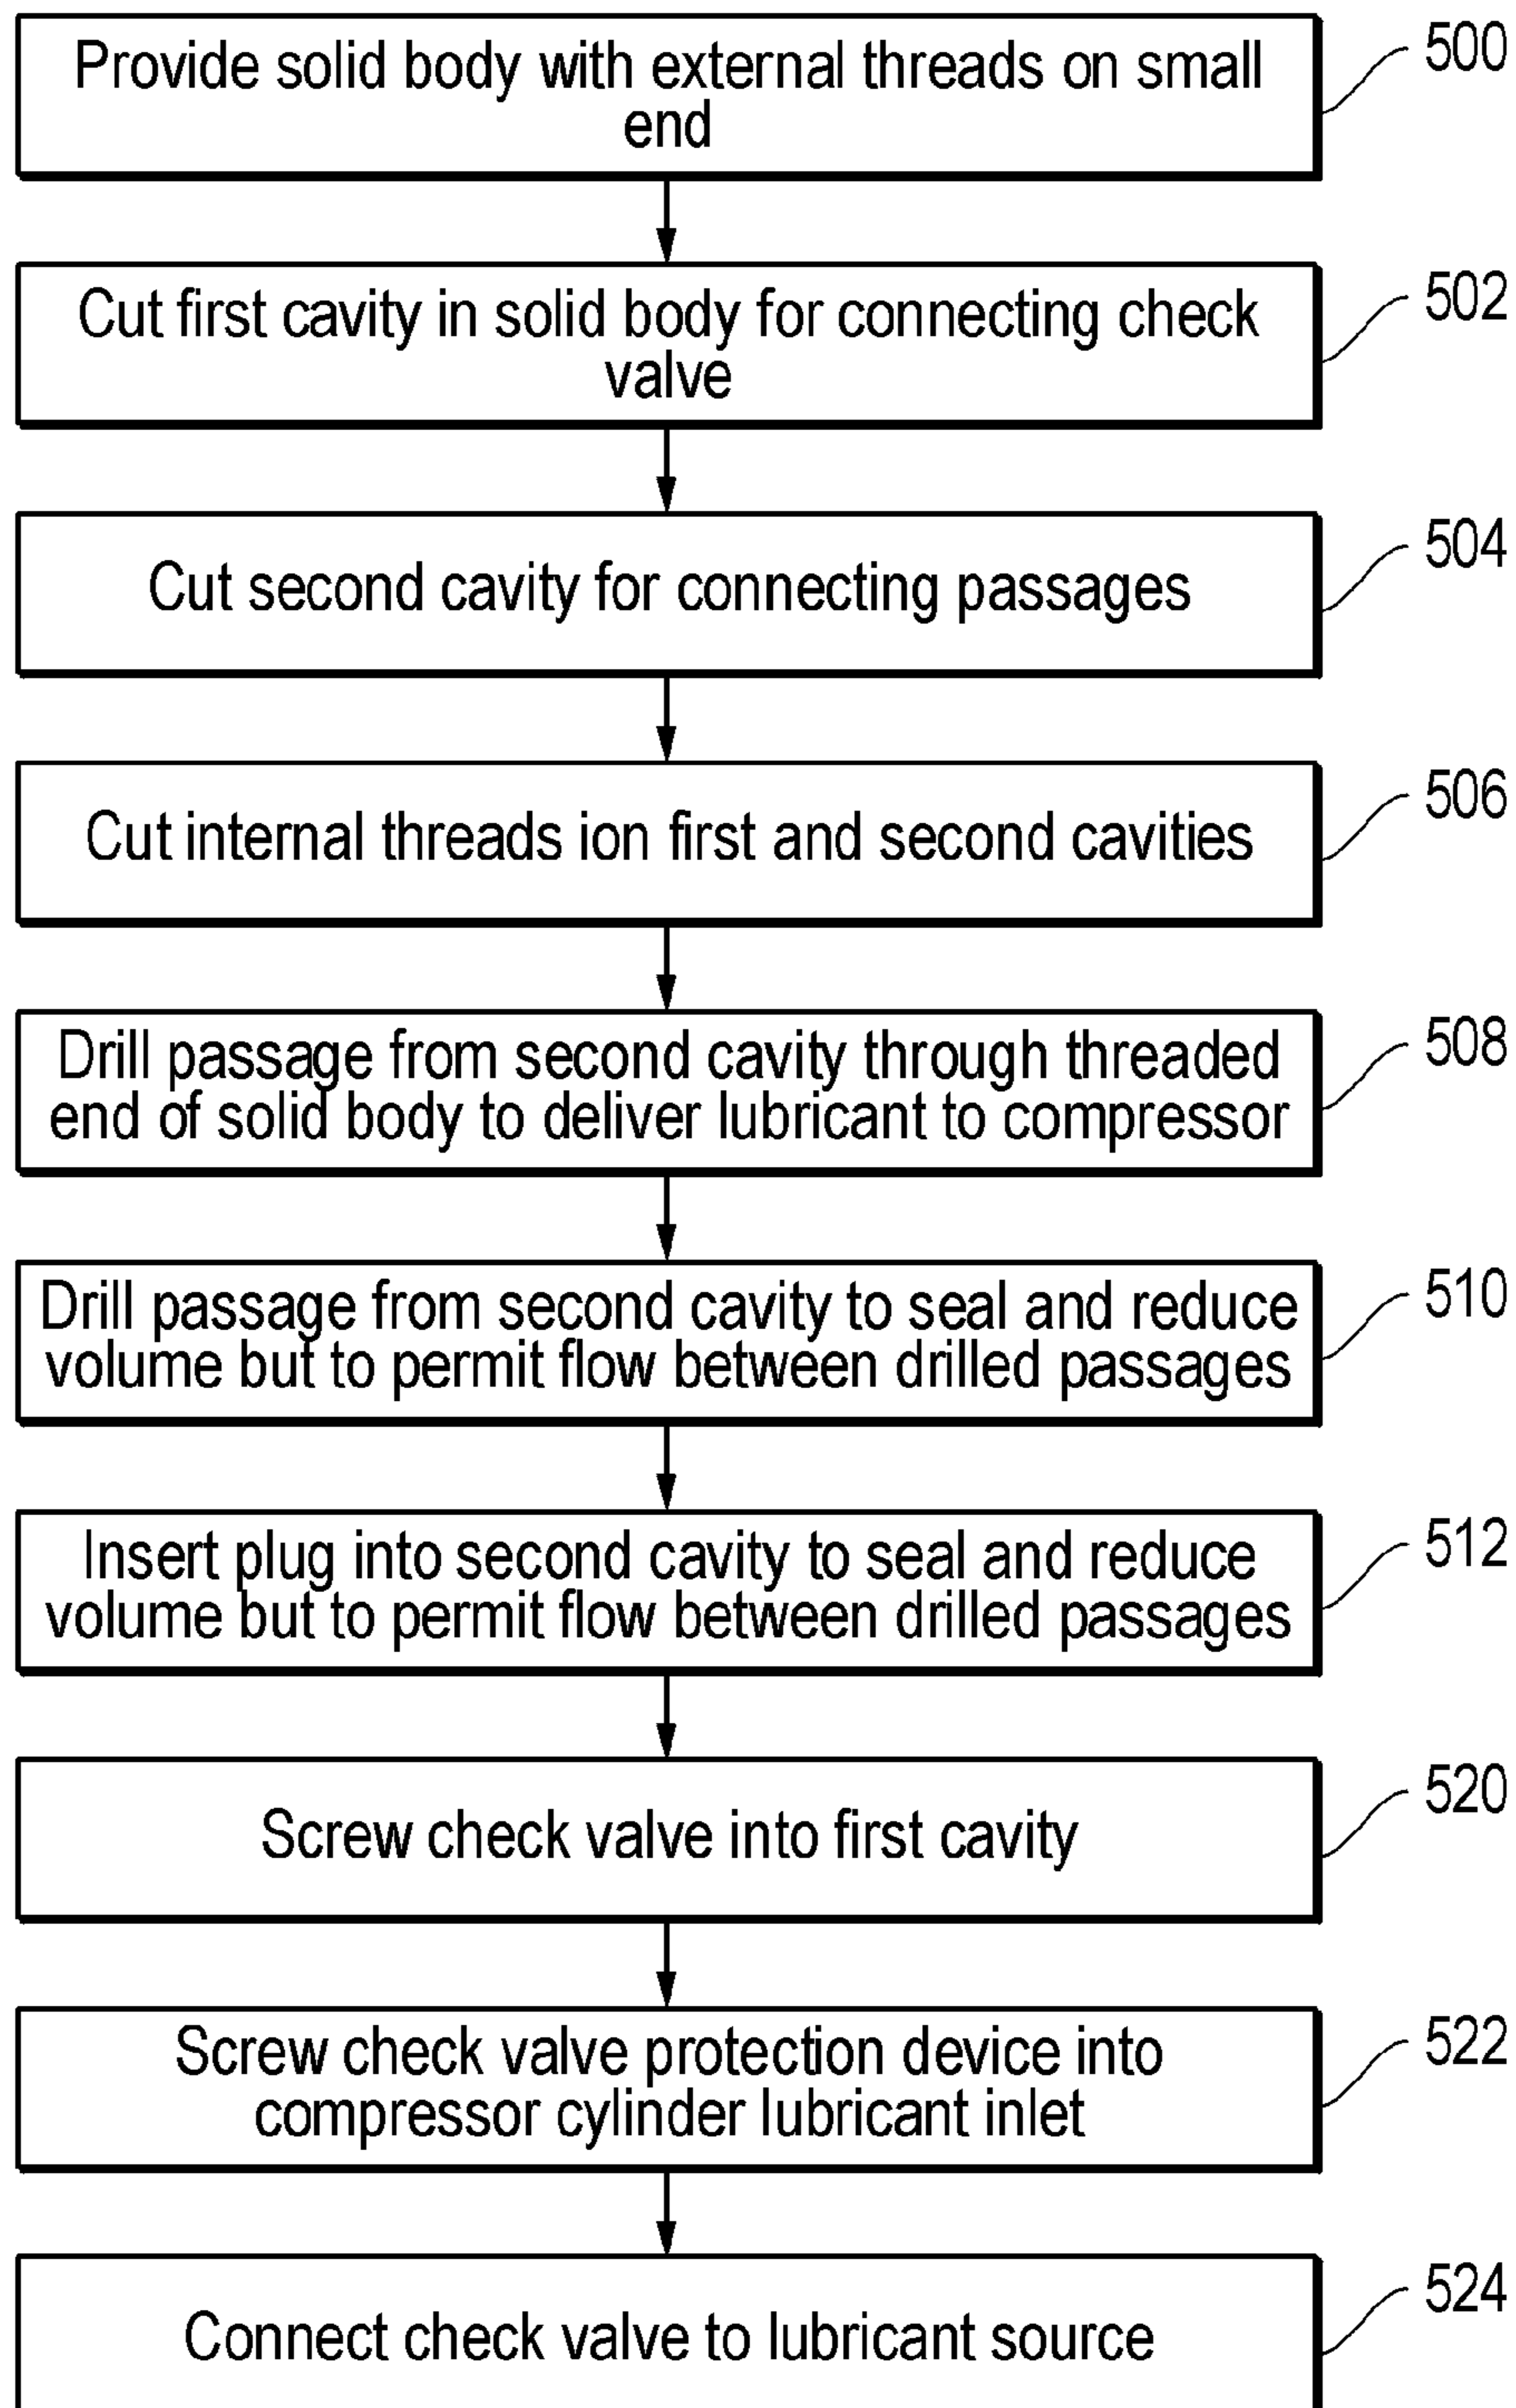 Provide solid body with external threads on small
end
500
Cut first cavity in solid body for connecting check
valve
502
Cut second cavity for connecting passages
504
Cut internal threads ion first and second cavities
506
Drill passage from second cavity through threaded
end of solid body to deliver lubricant to compressor
508
Drill passage from second cavity to seal and reduce
volume but to permit flow between drilled passages
510
Insert plug into second cavity to seal and reduce
volume but to permit flow between drilled passages
512
Screw check valve into first cavity
520
Screw check valve protection device into
compressor cylinder lubricant inlet
522
Connect check valve to lubricant source
524